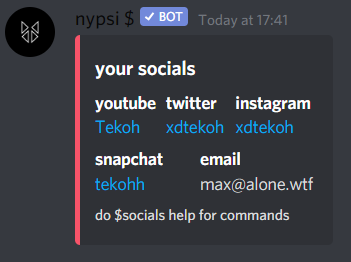 nypsi $ ✓ BOT Today at 17:41
your socials
youtube twitter instagram
Tekoh xdtekoh xdtekoh
snapchat email
tekohh max@alone.wtf
do $socials help for commands